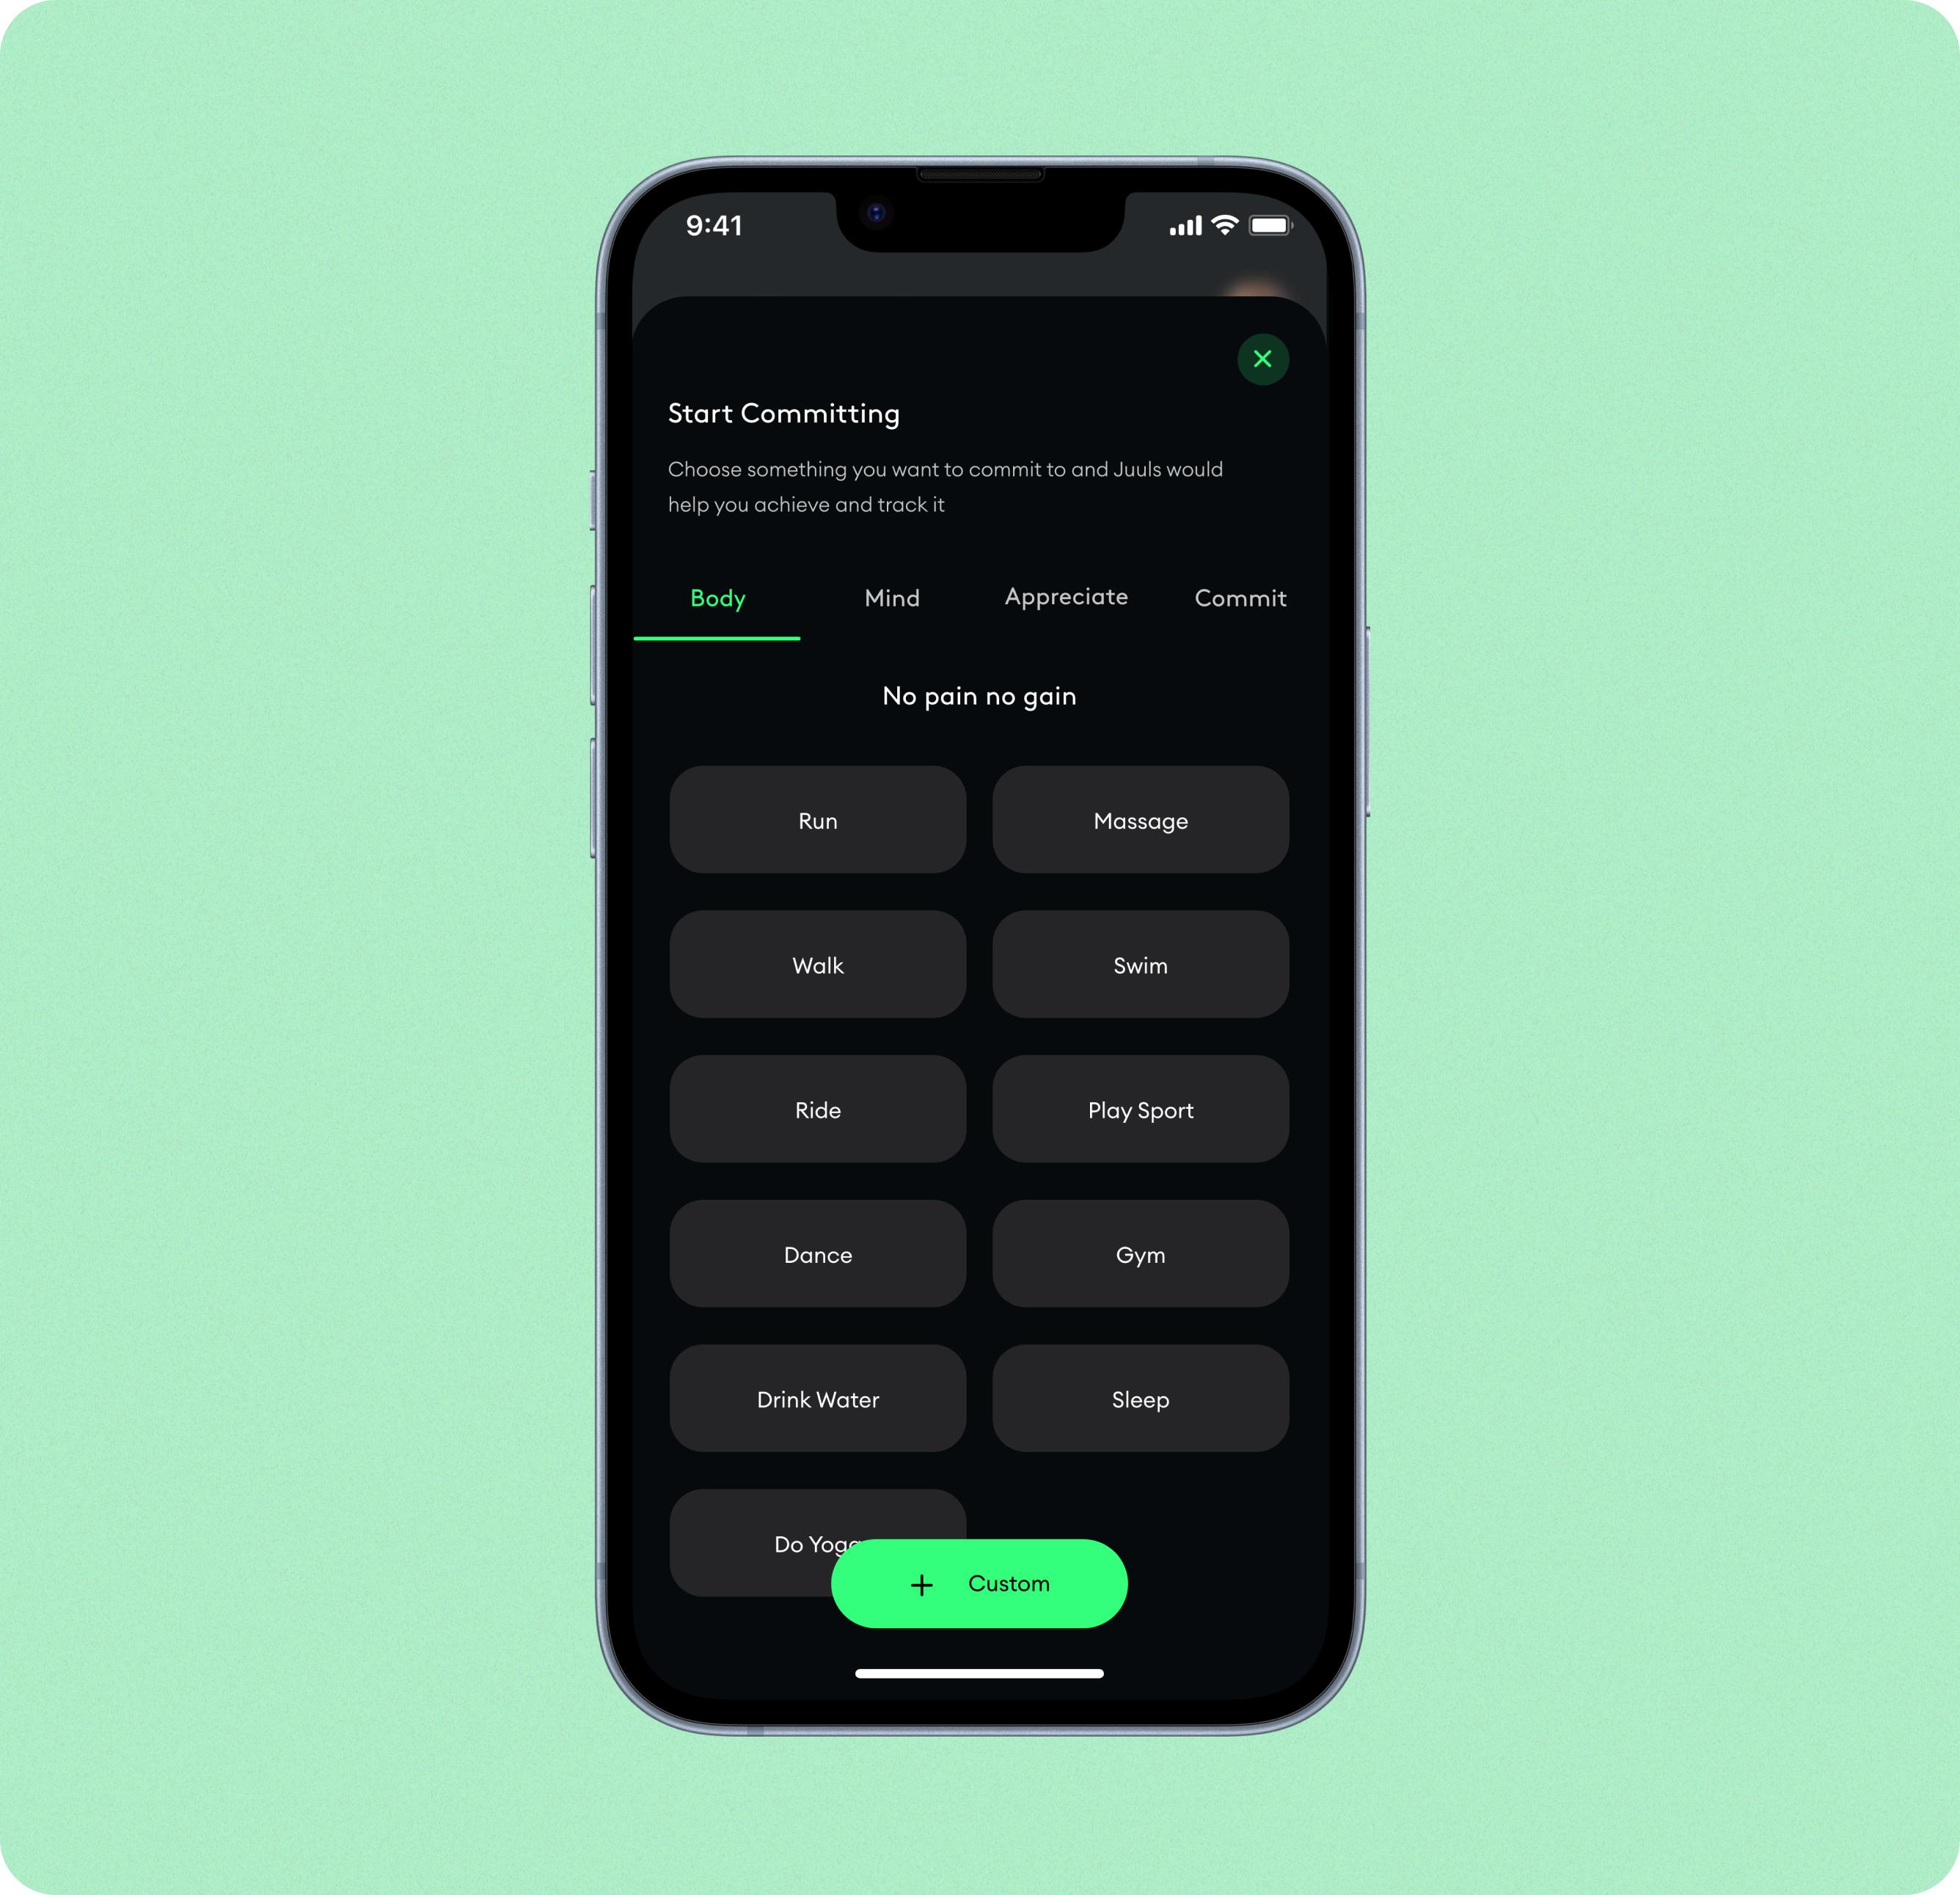 9:41
Start Committing
Choose something you want to commit to and Juuls would
help you achieve and track it
Body Mind Appreciate Commit
No pain no gain
Run Massage
Walk Swim
Ride Play Sport
Dance Gym
Drink Water Sleep
Do Yoga
+ Custom